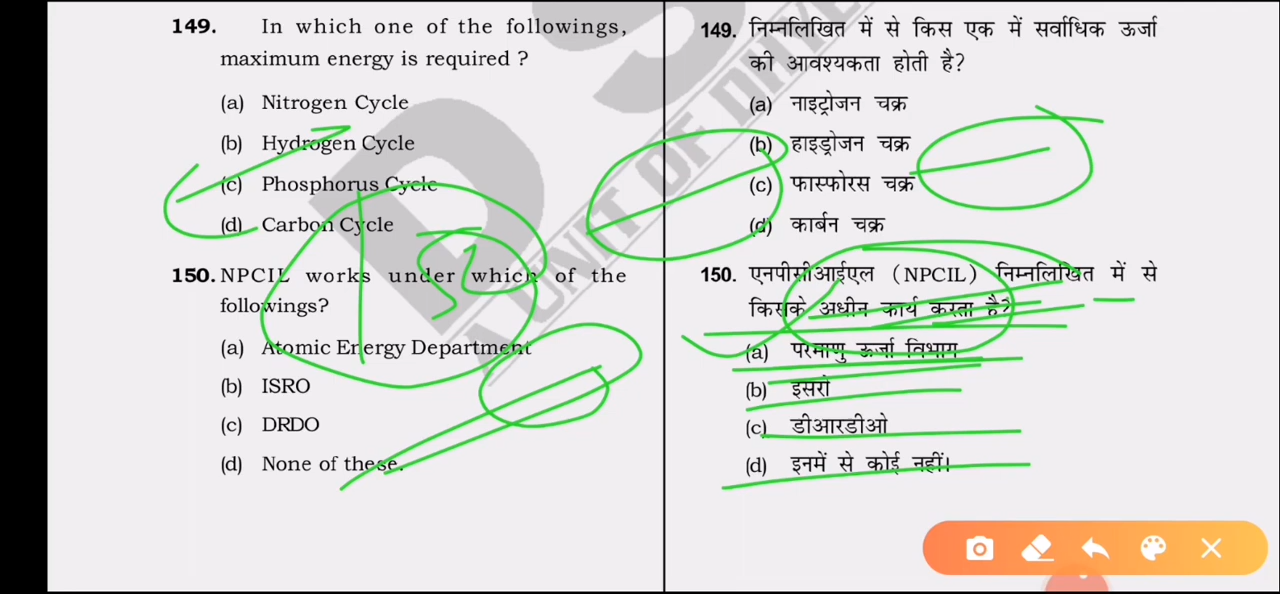 149. In which one of the followings,
maximum energy is required ?
(a) Nitrogen Cycle
(b) Hydrogen Cycle
(c) Phosphorus Cycle
(d) Carbon Cycle
150. NPCIL works under which of the
followings?
(a) Atomic Energy Department
(b) ISRO
(c) DRDO
(d) None of these.
149. निम्नलिखित में से किस एक में सर्वाधिक ऊर्जा
की आवश्यकता होती है?
(a) नाइट्रोजन चक्र
(b) हाइड्रोजन चक्र
(c) फास्फोरस चक्र
(d) कार्बन चक्र
150. एनपीसीआईएल (NPCIL) निम्नलिखित में से
किसके अधीन कार्य करता है?
(a) परमाणु ऊर्जा विभाग
(b) इसरो
(c) डीआरडीओ
(d) इनमें से कोई नहीं।